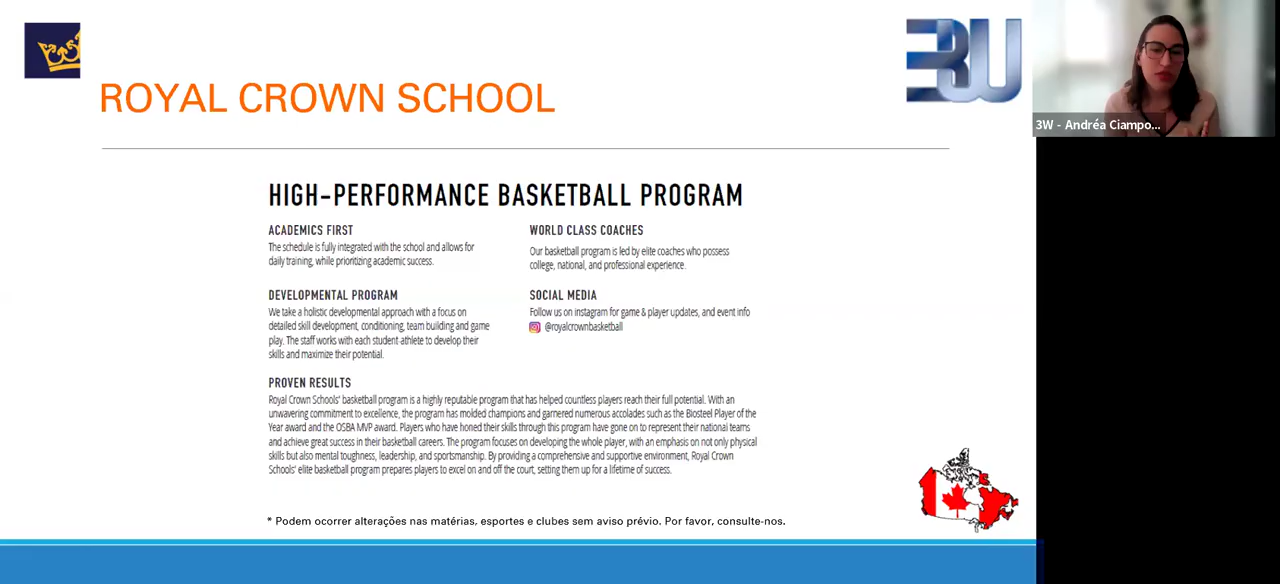 3W
3W - Andréa Ciampo...
ROYAL CROWN SCHOOL
HIGH-PERFORMANCE BASKETBALL PROGRAM
ACADEMICS FIRST
The schedule is fully integrated with the school and allows for
daily training, while prioritizing academic success.
WORLD CLASS COACHES
Our basketball program is led by elite coaches who possess
college, national, and professional experience.
DEVELOPMENTAL PROGRAM
We take a holistic developmental approach with a focus on
detailed skill development, conditioning, team building and game
play. The staff works with each student-athlete to develop their
skills and maximize their potential.
SOCIAL MEDIA
Follow us on instagram for game & player updates, and event info
@royalcrownbasketball
PROVEN RESULTS
Royal Crown Schools' basketball program is a highly reputable program that has helped countless players reach their full potential. With an
unwavering commitment to excellence, the program has molded champions and garnered numerous accolades such as the Biosteel Player of the
Year award and the OSBA MVP award. Players who have honed their skills through this program have gone on to represent their national teams
and achieve great success in their basketball careers. The program focuses on developing the whole player, with an emphasis on not only physical
skills but also mental toughness, leadership, and sportsmanship. By providing a comprehensive and supportive environment, Royal Crown
Schools' elite basketball program prepares players to excel on and off the court, setting them up for a lifetime of success.
* Podem ocorrer alterações nas matérias, esportes e clubes sem aviso prévio. Por favor, consulte-nos.